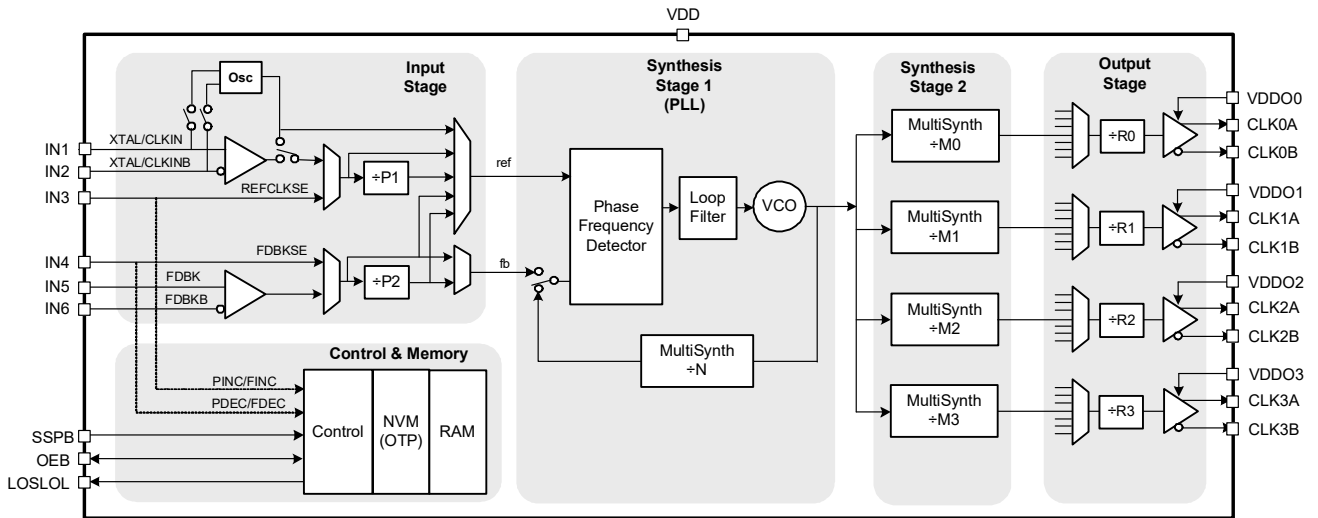 VDD
Input
Stage
Osc
IN1
XTAL/CLKIN
IN2
XTAL/CLKINB
IN3
REFCLKSE
÷P1
ref
IN4
FDBKSE
IN5
FDBK
÷P2
IN6
FDBKB
fb
Synthesis
Stage 1
(PLL)
Phase
Frequency
Detector
Loop
Filter
VCO
MultiSynth
÷N
Synthesis
Stage 2
MultiSynth
÷M0
MultiSynth
÷M1
MultiSynth
÷M2
MultiSynth
÷M3
Output
Stage
÷R0
÷R1
÷R2
÷R3
VDDO0
CLK0A
CLK0B
VDDO1
CLK1A
CLK1B
VDDO2
CLK2A
CLK2B
VDDO3
CLK3A
CLK3B
Control & Memory
PINC/FINC
PDEC/FDEC
SSPB
OEB
LOSLOL
Control
NVM
(OTP)
RAM